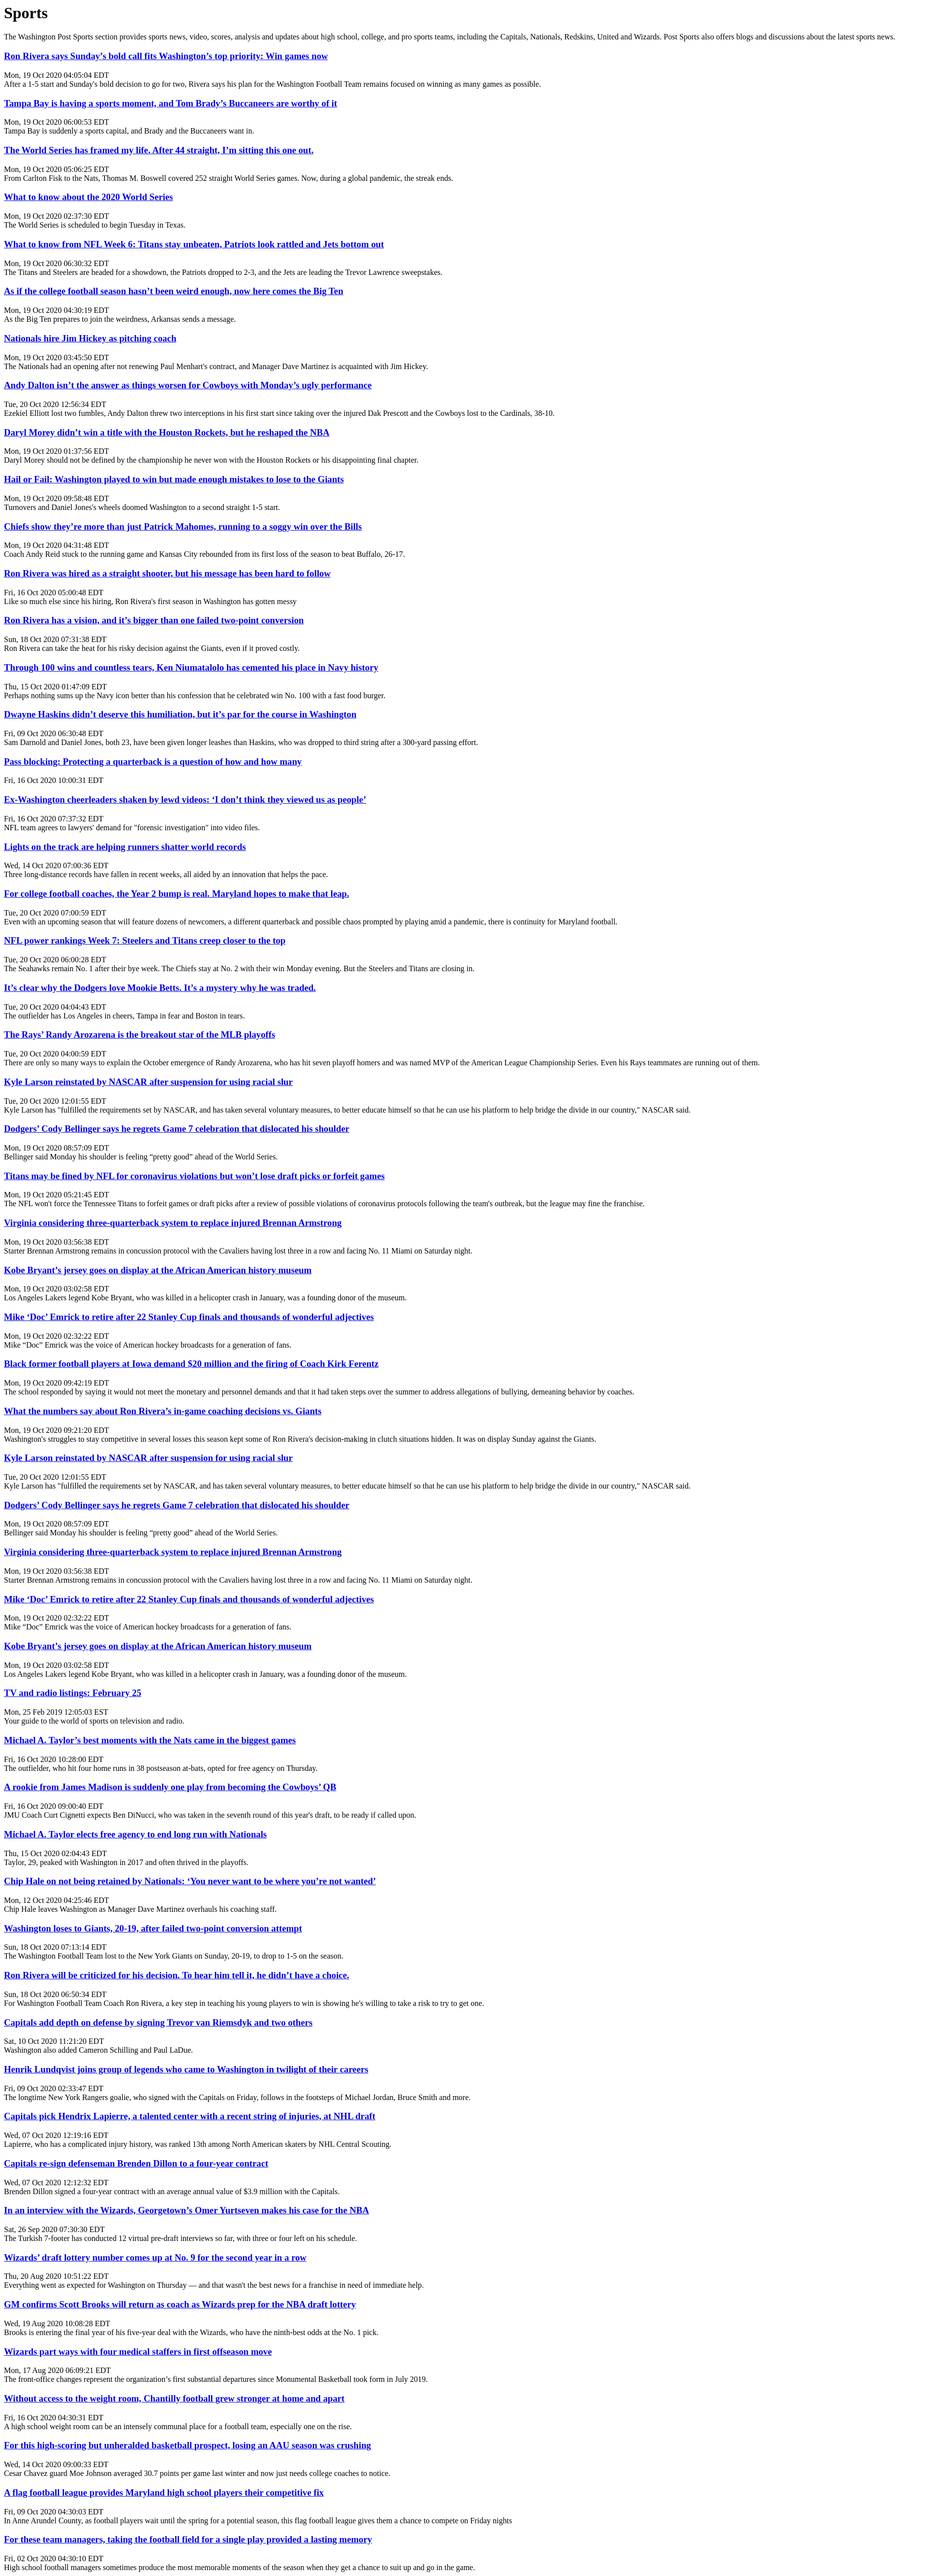 Sports
The Washington Post Sports section provides sports news, video, scores, analysis and updates about high school, college, and pro sports teams, including the Capitals, Nationals, Redskins, United and Wizards. Post Sports also offers blogs and discussions about the latest sports news.
Ron Rivera says Sunday’s bold call fits Washington’s top priority: Win games now
Mon, 19 Oct 2020 04:05:04 EDT
After a 1-5 start and Sunday's bold decision to go for two, Rivera says his plan for the Washington Football Team remains focused on winning as many games as possible.
Tampa Bay is having a sports moment, and Tom Brady’s Buccaneers are worthy of it
Mon, 19 Oct 2020 06:00:53 EDT
Tampa Bay is suddenly a sports capital, and Brady and the Buccaneers want in.
The World Series has framed my life. After 44 straight, I’m sitting this one out.
Mon, 19 Oct 2020 05:06:25 EDT
From Carlton Fisk to the Nats, Thomas M. Boswell covered 252 straight World Series games. Now, during a global pandemic, the streak ends.
What to know about the 2020 World Series
Mon, 19 Oct 2020 02:37:30 EDT
The World Series is scheduled to begin Tuesday in Texas.
What to know from NFL Week 6: Titans stay unbeaten, Patriots look rattled and Jets bottom out
Mon, 19 Oct 2020 06:30:32 EDT
The Titans and Steelers are headed for a showdown, the Patriots dropped to 2-3, and the Jets are leading the Trevor Lawrence sweepstakes.
As if the college football season hasn’t been weird enough, now here comes the Big Ten
Mon, 19 Oct 2020 04:30:19 EDT
As the Big Ten prepares to join the weirdness, Arkansas sends a message.
Nationals hire Jim Hickey as pitching coach
Mon, 19 Oct 2020 03:45:50 EDT
The Nationals had an opening after not renewing Paul Menhart's contract, and Manager Dave Martinez is acquainted with Jim Hickey.
Andy Dalton isn’t the answer as things worsen for Cowboys with Monday’s ugly performance
Tue, 20 Oct 2020 12:56:34 EDT
Ezekiel Elliott lost two fumbles, Andy Dalton threw two interceptions in his first start since taking over the injured Dak Prescott and the Cowboys lost to the Cardinals, 38-10.
Daryl Morey didn’t win a title with the Houston Rockets, but he reshaped the NBA
Mon, 19 Oct 2020 01:37:56 EDT
Daryl Morey should not be defined by the championship he never won with the Houston Rockets or his disappointing final chapter.
Hail or Fail: Washington played to win but made enough mistakes to lose to the Giants
Mon, 19 Oct 2020 09:58:48 EDT
Turnovers and Daniel Jones's wheels doomed Washington to a second straight 1-5 start.
Chiefs show they’re more than just Patrick Mahomes, running to a soggy win over the Bills
Mon, 19 Oct 2020 04:31:48 EDT
Coach Andy Reid stuck to the running game and Kansas City rebounded from its first loss of the season to beat Buffalo, 26-17.
Ron Rivera was hired as a straight shooter, but his message has been hard to follow
Fri, 16 Oct 2020 05:00:48 EDT
Like so much else since his hiring, Ron Rivera's first season in Washington has gotten messy
Ron Rivera has a vision, and it’s bigger than one failed two-point conversion
Sun, 18 Oct 2020 07:31:38 EDT
Ron Rivera can take the heat for his risky decision against the Giants, even if it proved costly.
Through 100 wins and countless tears, Ken Niumatalolo has cemented his place in Navy history
Thu, 15 Oct 2020 01:47:09 EDT
Perhaps nothing sums up the Navy icon better than his confession that he celebrated win No. 100 with a fast food burger.
Dwayne Haskins didn’t deserve this humiliation, but it’s par for the course in Washington
Fri, 09 Oct 2020 06:30:48 EDT
Sam Darnold and Daniel Jones, both 23, have been given longer leashes than Haskins, who was dropped to third string after a 300-yard passing effort.
Pass blocking: Protecting a quarterback is a question of how and how many
Fri, 16 Oct 2020 10:00:31 EDT
Ex-Washington cheerleaders shaken by lewd videos: ‘I don’t think they viewed us as people’
Fri, 16 Oct 2020 07:37:32 EDT
NFL team agrees to lawyers' demand for "forensic investigation" into video files.
Lights on the track are helping runners shatter world records
Wed, 14 Oct 2020 07:00:36 EDT
Three long-distance records have fallen in recent weeks, all aided by an innovation that helps the pace.
For college football coaches, the Year 2 bump is real. Maryland hopes to make that leap.
Tue, 20 Oct 2020 07:00:59 EDT
Even with an upcoming season that will feature dozens of newcomers, a different quarterback and possible chaos prompted by playing amid a pandemic, there is continuity for Maryland football.
NFL power rankings Week 7: Steelers and Titans creep closer to the top
Tue, 20 Oct 2020 06:00:28 EDT
The Seahawks remain No. 1 after their bye week. The Chiefs stay at No. 2 with their win Monday evening. But the Steelers and Titans are closing in.
It’s clear why the Dodgers love Mookie Betts. It’s a mystery why he was traded.
Tue, 20 Oct 2020 04:04:43 EDT
The outfielder has Los Angeles in cheers, Tampa in fear and Boston in tears.
The Rays’ Randy Arozarena is the breakout star of the MLB playoffs
Tue, 20 Oct 2020 04:00:59 EDT
There are only so many ways to explain the October emergence of Randy Arozarena, who has hit seven playoff homers and was named MVP of the American League Championship Series. Even his Rays teammates are running out of them.
Kyle Larson reinstated by NASCAR after suspension for using racial slur
Tue, 20 Oct 2020 12:01:55 EDT
Kyle Larson has "fulfilled the requirements set by NASCAR, and has taken several voluntary measures, to better educate himself so that he can use his platform to help bridge the divide in our country," NASCAR said.
Dodgers’ Cody Bellinger says he regrets Game 7 celebration that dislocated his shoulder
Mon, 19 Oct 2020 08:57:09 EDT
Bellinger said Monday his shoulder is feeling “pretty good” ahead of the World Series.
Titans may be fined by NFL for coronavirus violations but won’t lose draft picks or forfeit games
Mon, 19 Oct 2020 05:21:45 EDT
The NFL won't force the Tennessee Titans to forfeit games or draft picks after a review of possible violations of coronavirus protocols following the team's outbreak, but the league may fine the franchise.
Virginia considering three-quarterback system to replace injured Brennan Armstrong
Mon, 19 Oct 2020 03:56:38 EDT
Starter Brennan Armstrong remains in concussion protocol with the Cavaliers having lost three in a row and facing No. 11 Miami on Saturday night.
Kobe Bryant’s jersey goes on display at the African American history museum
Mon, 19 Oct 2020 03:02:58 EDT
Los Angeles Lakers legend Kobe Bryant, who was killed in a helicopter crash in January, was a founding donor of the museum.
Mike ‘Doc’ Emrick to retire after 22 Stanley Cup finals and thousands of wonderful adjectives
Mon, 19 Oct 2020 02:32:22 EDT
Mike “Doc” Emrick was the voice of American hockey broadcasts for a generation of fans.
Black former football players at Iowa demand $20 million and the firing of Coach Kirk Ferentz
Mon, 19 Oct 2020 09:42:19 EDT
The school responded by saying it would not meet the monetary and personnel demands and that it had taken steps over the summer to address allegations of bullying, demeaning behavior by coaches.
What the numbers say about Ron Rivera’s in-game coaching decisions vs. Giants
Mon, 19 Oct 2020 09:21:20 EDT
Washington's struggles to stay competitive in several losses this season kept some of Ron Rivera's decision-making in clutch situations hidden. It was on display Sunday against the Giants.
Kyle Larson reinstated by NASCAR after suspension for using racial slur
Tue, 20 Oct 2020 12:01:55 EDT
Kyle Larson has "fulfilled the requirements set by NASCAR, and has taken several voluntary measures, to better educate himself so that he can use his platform to help bridge the divide in our country," NASCAR said.
Dodgers’ Cody Bellinger says he regrets Game 7 celebration that dislocated his shoulder
Mon, 19 Oct 2020 08:57:09 EDT
Bellinger said Monday his shoulder is feeling “pretty good” ahead of the World Series.
Virginia considering three-quarterback system to replace injured Brennan Armstrong
Mon, 19 Oct 2020 03:56:38 EDT
Starter Brennan Armstrong remains in concussion protocol with the Cavaliers having lost three in a row and facing No. 11 Miami on Saturday night.
Mike ‘Doc’ Emrick to retire after 22 Stanley Cup finals and thousands of wonderful adjectives
Mon, 19 Oct 2020 02:32:22 EDT
Mike “Doc” Emrick was the voice of American hockey broadcasts for a generation of fans.
Kobe Bryant’s jersey goes on display at the African American history museum
Mon, 19 Oct 2020 03:02:58 EDT
Los Angeles Lakers legend Kobe Bryant, who was killed in a helicopter crash in January, was a founding donor of the museum.
TV and radio listings: February 25
Mon, 25 Feb 2019 12:05:03 EST
Your guide to the world of sports on television and radio.
Michael A. Taylor’s best moments with the Nats came in the biggest games
Fri, 16 Oct 2020 10:28:00 EDT
The outfielder, who hit four home runs in 38 postseason at-bats, opted for free agency on Thursday.
A rookie from James Madison is suddenly one play from becoming the Cowboys’ QB
Fri, 16 Oct 2020 09:00:40 EDT
JMU Coach Curt Cignetti expects Ben DiNucci, who was taken in the seventh round of this year's draft, to be ready if called upon.
Michael A. Taylor elects free agency to end long run with Nationals
Thu, 15 Oct 2020 02:04:43 EDT
Taylor, 29, peaked with Washington in 2017 and often thrived in the playoffs.
Chip Hale on not being retained by Nationals: ‘You never want to be where you’re not wanted’
Mon, 12 Oct 2020 04:25:46 EDT
Chip Hale leaves Washington as Manager Dave Martinez overhauls his coaching staff.
Washington loses to Giants, 20-19, after failed two-point conversion attempt
Sun, 18 Oct 2020 07:13:14 EDT
The Washington Football Team lost to the New York Giants on Sunday, 20-19, to drop to 1-5 on the season.
Ron Rivera will be criticized for his decision. To hear him tell it, he didn’t have a choice.
Sun, 18 Oct 2020 06:50:34 EDT
For Washington Football Team Coach Ron Rivera, a key step in teaching his young players to win is showing he's willing to take a risk to try to get one.
Capitals add depth on defense by signing Trevor van Riemsdyk and two others
Sat, 10 Oct 2020 11:21:20 EDT
Washington also added Cameron Schilling and Paul LaDue.
Henrik Lundqvist joins group of legends who came to Washington in twilight of their careers
Fri, 09 Oct 2020 02:33:47 EDT
The longtime New York Rangers goalie, who signed with the Capitals on Friday, follows in the footsteps of Michael Jordan, Bruce Smith and more.
Capitals pick Hendrix Lapierre, a talented center with a recent string of injuries, at NHL draft
Wed, 07 Oct 2020 12:19:16 EDT
Lapierre, who has a complicated injury history, was ranked 13th among North American skaters by NHL Central Scouting.
Capitals re-sign defenseman Brenden Dillon to a four-year contract
Wed, 07 Oct 2020 12:12:32 EDT
Brenden Dillon signed a four-year contract with an average annual value of $3.9 million with the Capitals.
In an interview with the Wizards, Georgetown’s Omer Yurtseven makes his case for the NBA
Sat, 26 Sep 2020 07:30:30 EDT
The Turkish 7-footer has conducted 12 virtual pre-draft interviews so far, with three or four left on his schedule.
Wizards’ draft lottery number comes up at No. 9 for the second year in a row
Thu, 20 Aug 2020 10:51:22 EDT
Everything went as expected for Washington on Thursday — and that wasn't the best news for a franchise in need of immediate help.
GM confirms Scott Brooks will return as coach as Wizards prep for the NBA draft lottery
Wed, 19 Aug 2020 10:08:28 EDT
Brooks is entering the final year of his five-year deal with the Wizards, who have the ninth-best odds at the No. 1 pick.
Wizards part ways with four medical staffers in first offseason move
Mon, 17 Aug 2020 06:09:21 EDT
The front-office changes represent the organization’s first substantial departures since Monumental Basketball took form in July 2019.
Without access to the weight room, Chantilly football grew stronger at home and apart
Fri, 16 Oct 2020 04:30:31 EDT
A high school weight room can be an intensely communal place for a football team, especially one on the rise.
For this high-scoring but unheralded basketball prospect, losing an AAU season was crushing
Wed, 14 Oct 2020 09:00:33 EDT
Cesar Chavez guard Moe Johnson averaged 30.7 points per game last winter and now just needs college coaches to notice.
A flag football league provides Maryland high school players their competitive fix
Fri, 09 Oct 2020 04:30:03 EDT
In Anne Arundel County, as football players wait until the spring for a potential season, this flag football league gives them a chance to compete on Friday nights
For these team managers, taking the football field for a single play provided a lasting memory
Fri, 02 Oct 2020 04:30:10 EDT
High school football managers sometimes produce the most memorable moments of the season when they get a chance to suit up and go in the game.